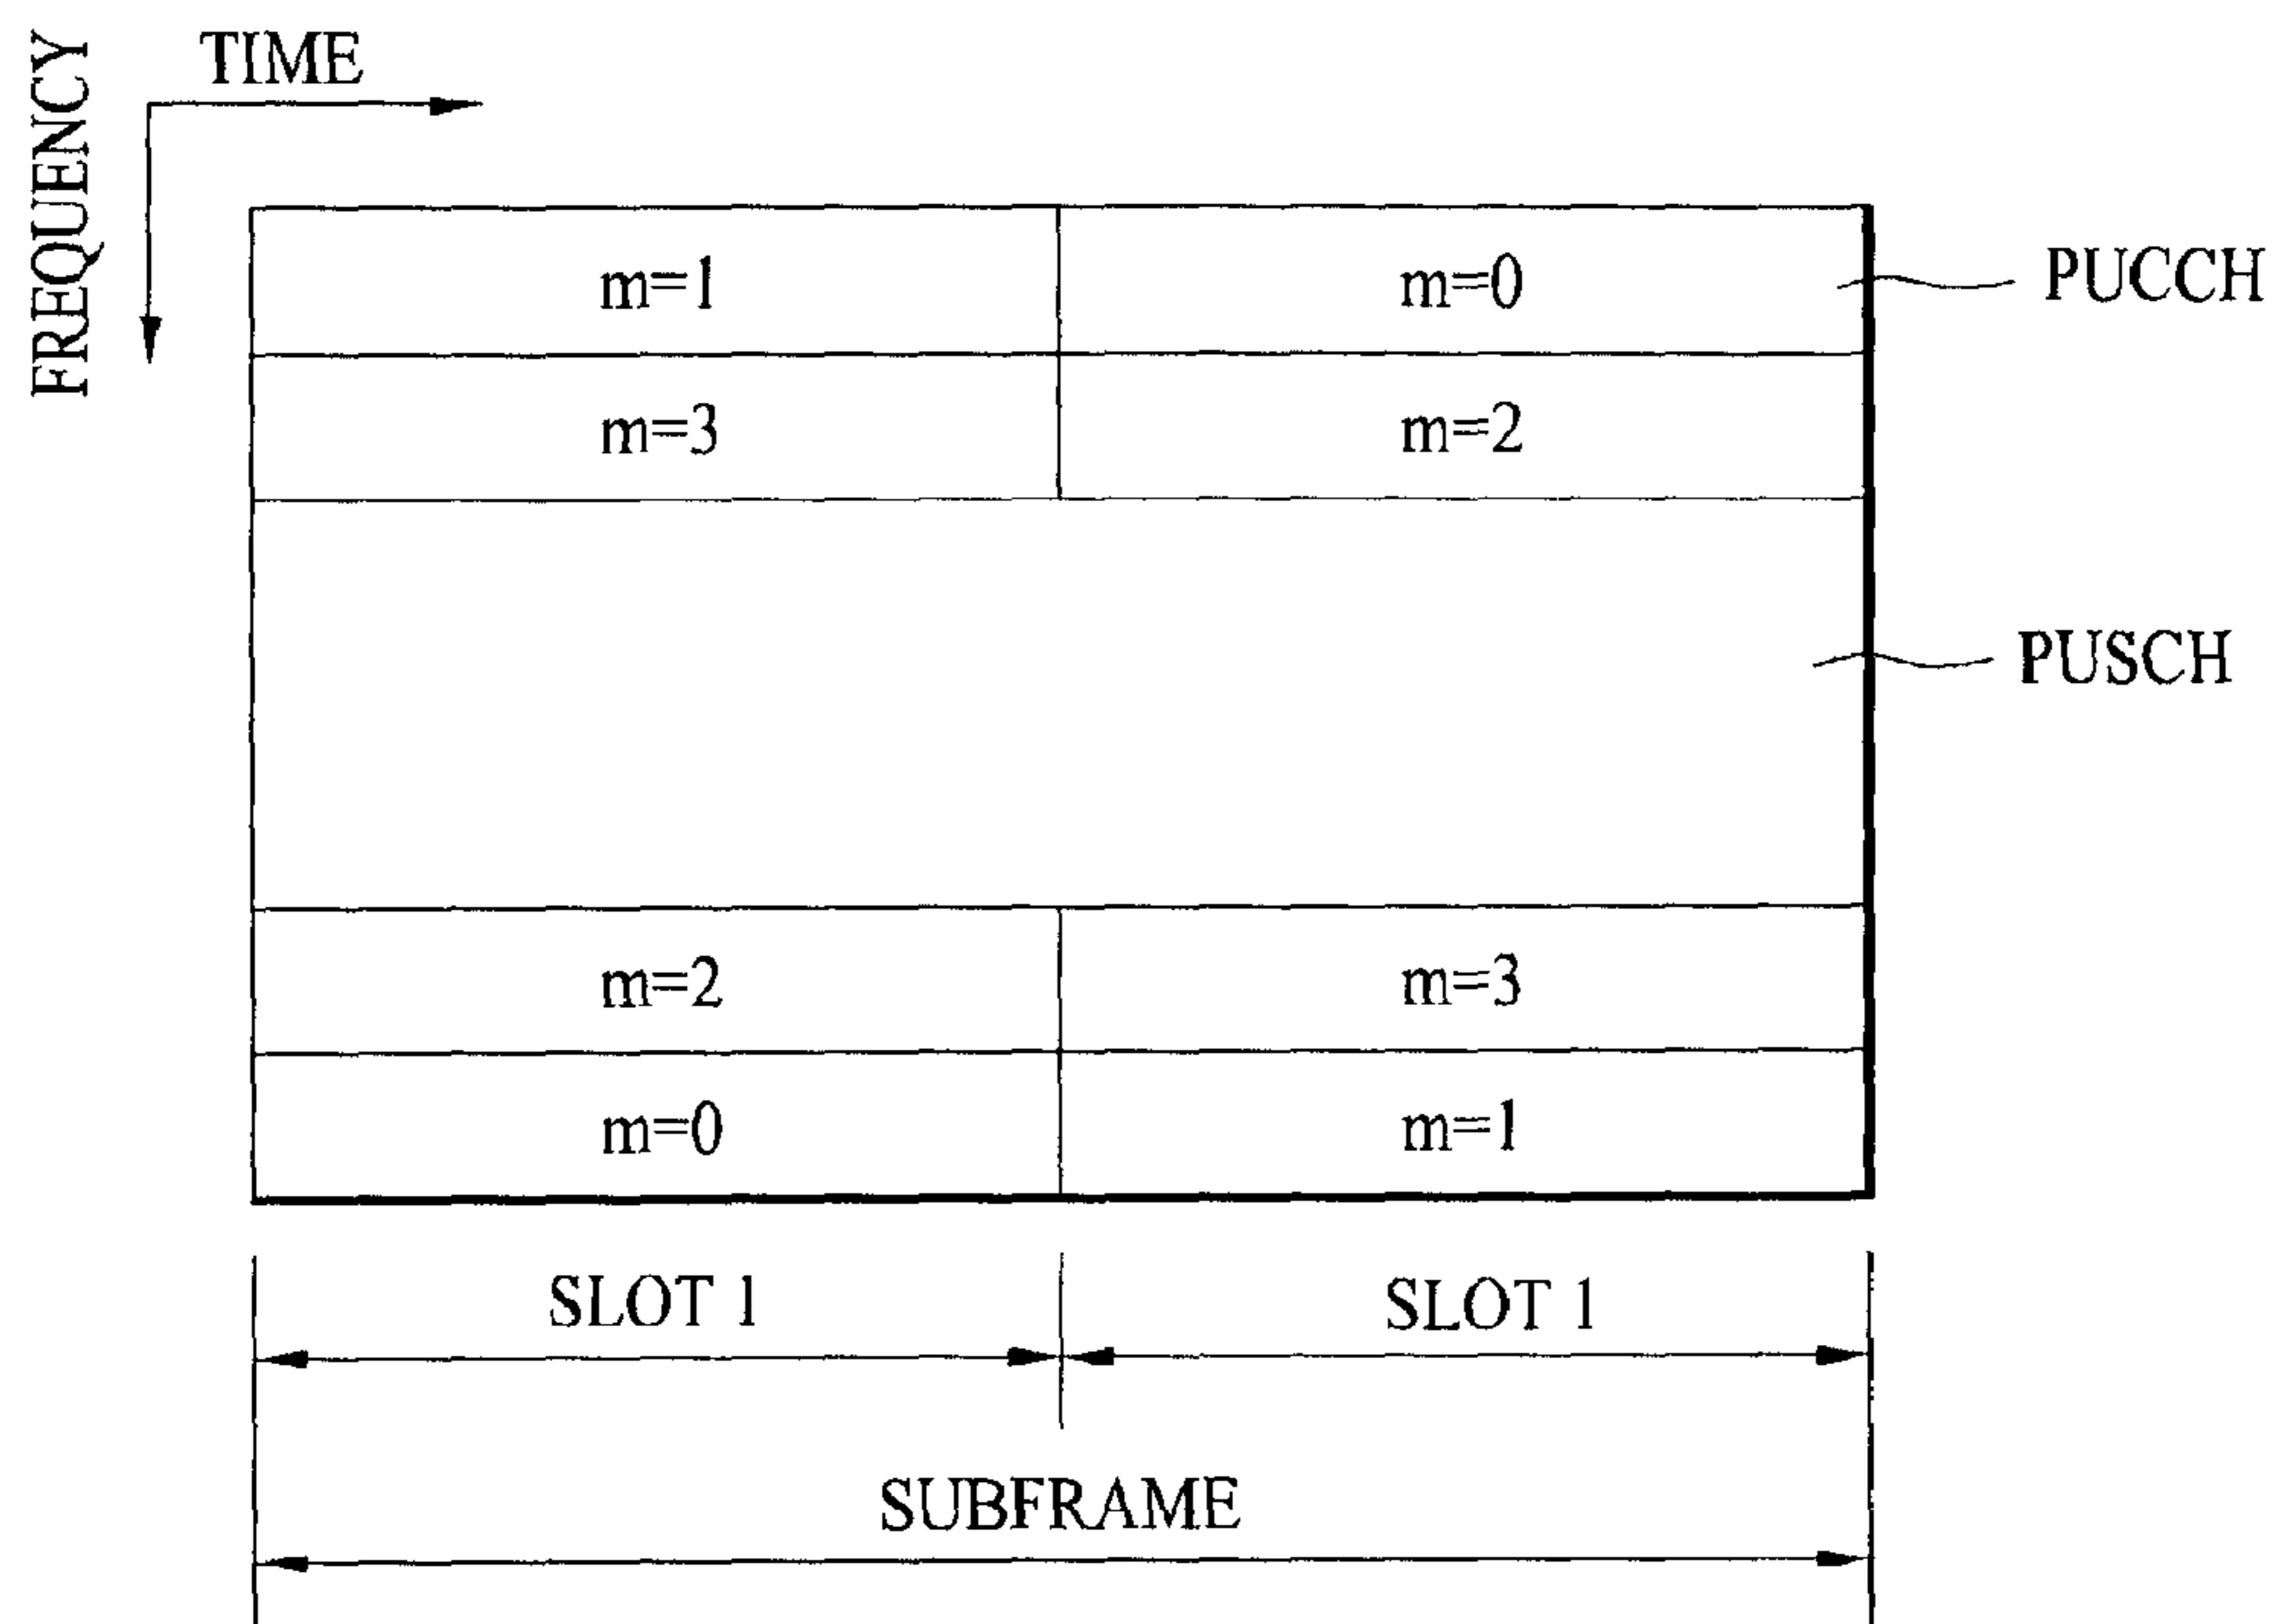 TIME
FREQUENCY
m=1
m=0
PUCCH
m=3
m=2
PUSCH
m=2
m=3
m=0
m=1
SLOT 1
SLOT 1
SUBFRAME